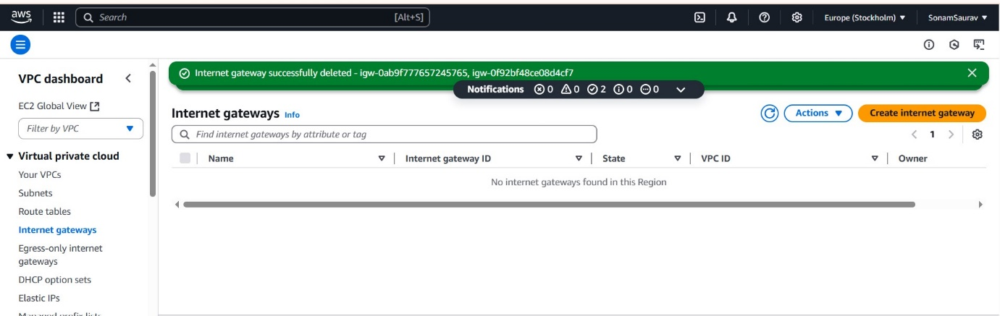 aws Search [Alt+S] Europe (Stockholm) SonamSaurav
VPC dashboard
EC2 Global View
Filter by VPC
Virtual private cloud
Your VPCs
Subnets
Route tables
Internet gateways
Egress-only internet
gateways
DHCP option sets
Elastic IPs
Managed prefix lists
Internet gateway successfully deleted - igw-0ab9f777657245765, igw-0f92bf48ce08d4cf7
Notifications 0 0 2 0 0
Internet gateways Info Actions Create internet gateway
Find internet gateways by attribute or tag 1
Name Internet gateway ID State VPC ID Owner
No internet gateways found in this Region